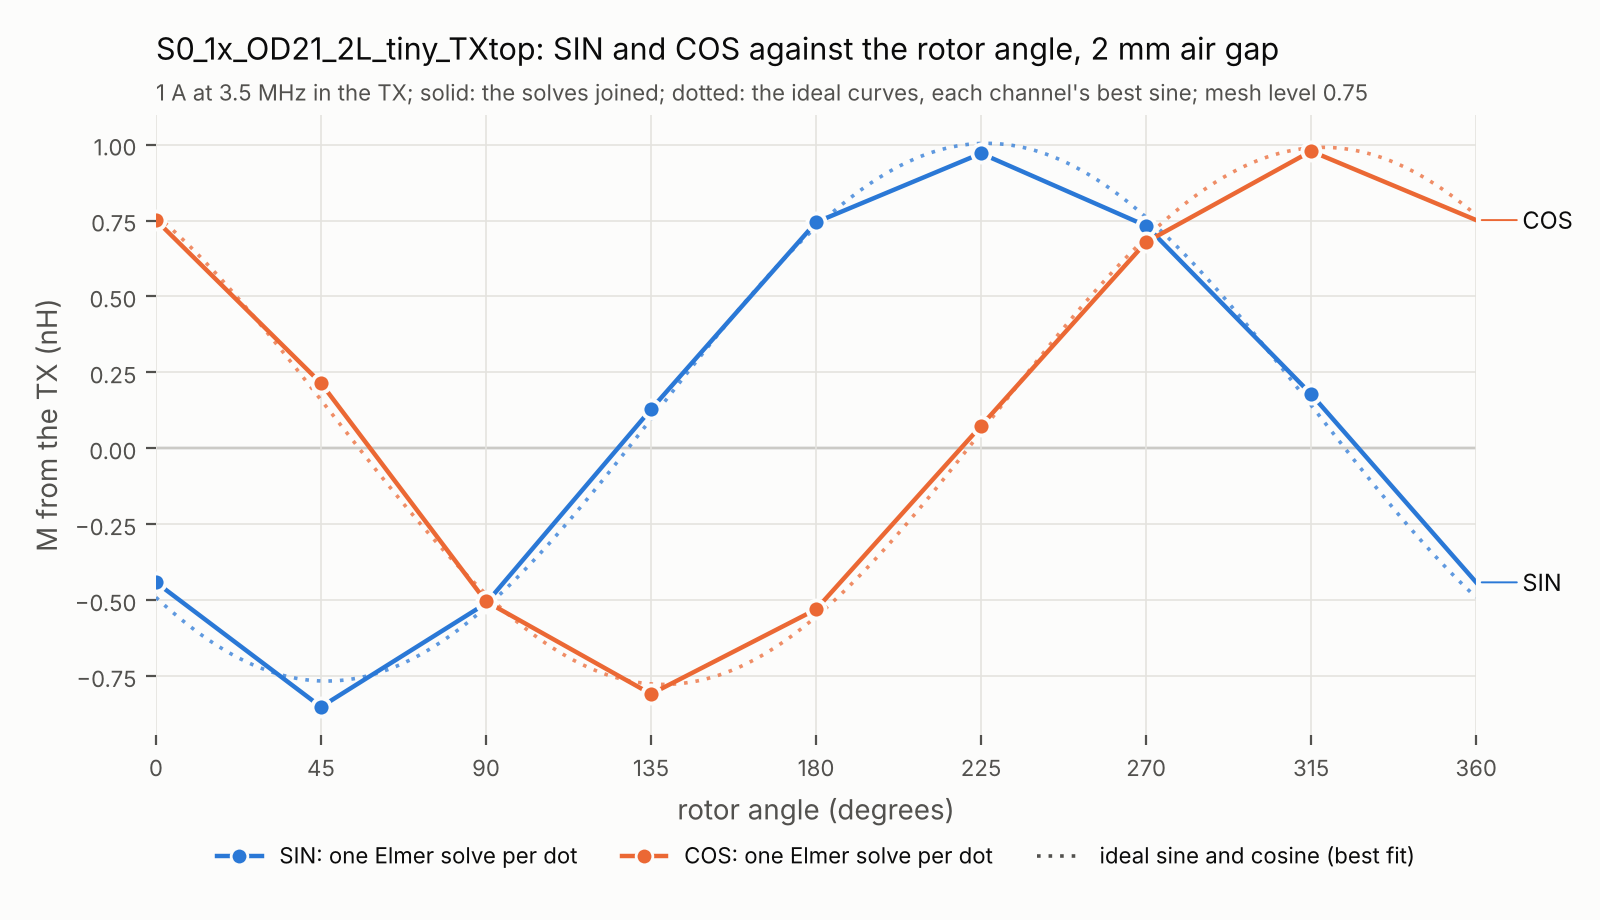 S0_1x_OD21_2L_tiny_TXtop: SIN and COS against the rotor angle, 2 mm air gap
1 A at 3.5 MHz in the TX; solid: the solves joined; dotted: the ideal curves, each channel's best sine; mesh level 0.75
M from the TX (nH)
1.00
0.75
0.50
0.25
0.00
−0.25
−0.50
−0.75
COS
SIN
0 45 90 135 180 225 270 315 360
rotor angle (degrees)
SIN: one Elmer solve per dot COS: one Elmer solve per dot ideal sine and cosine (best fit)